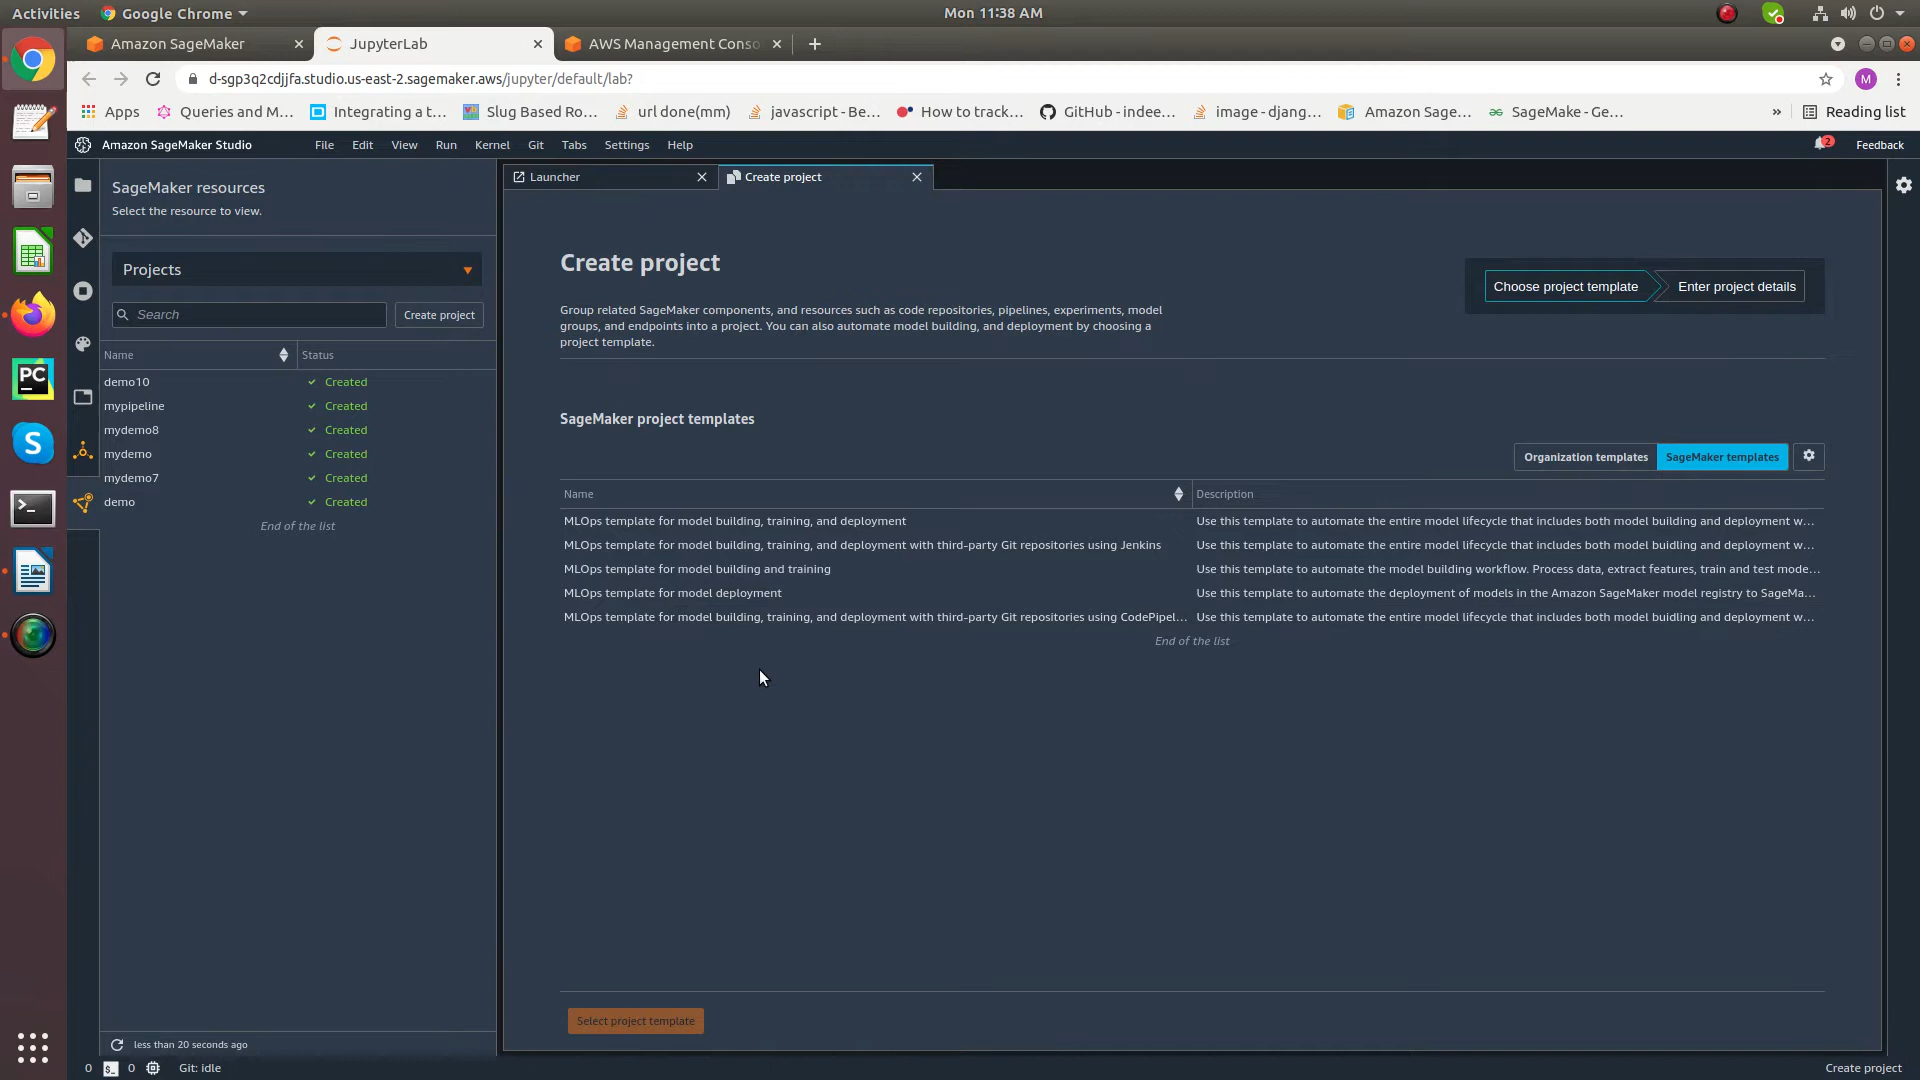 Activities
Google Chrome
Mon 11:38 AM
Amazon SageMaker
JupyterLab
AWS Management Conso
d-sgp3q2cdjjfa.studio.us-east-2.sagemaker.aws/jupyter/default/lab?
M
Apps
Queries and M...
Integrating a t...
Slug Based Ro...
url done(mm)
javascript - Be...
How to track...
GitHub - indee...
image - djang...
Amazon Sage...
SageMake - Ge...
»
Reading list
Amazon SageMaker Studio
File
Edit
View
Run
Kernel
Git
Tabs
Settings
Help
2
Feedback
SageMaker resources
Select the resource to view.
Projects
Search
Create project
Name
Status
demo10
Created
mypipeline
Created
mydemo8
Created
mydemo
Created
mydemo7
Created
demo
Created
End of the list
less than 20 seconds ago
Launcher
Create project
Create project
Choose project template
Enter project details
Group related SageMaker components, and resources such as code repositories, pipelines, experiments, model
groups, and endpoints into a project. You can also automate model building, and deployment by choosing a
project template.
SageMaker project templates
Organization templates
SageMaker templates
Name
Description
MLOps template for model building, training, and deployment
Use this template to automate the entire model lifecycle that includes both model building and deployment w...
MLOps template for model building, training, and deployment with third-party Git repositories using Jenkins
Use this template to automate the entire model lifecycle that includes both model buidling and deployment w...
MLOps template for model building and training
Use this template to automate the model building workflow. Process data, extract features, train and test mode...
MLOps template for model deployment
Use this template to automate the deployment of models in the Amazon SageMaker model registry to SageMa...
MLOps template for model building, training, and deployment with third-party Git repositories using CodePipel...
Use this template to automate the entire model lifecycle that includes both model buidling and deployment w...
End of the list
Select project template
PC
S
0
$_
0
Git: idle
Create project